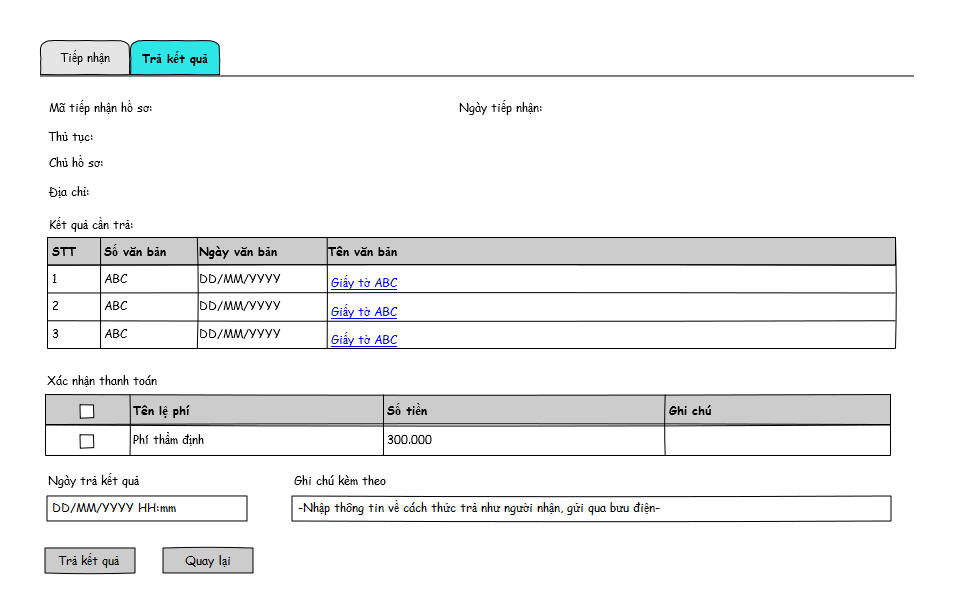 Tiếp nhận Trả kết quả
Mã tiếp nhận hồ sơ: Ngày tiếp nhận:
Thủ tục:
Chủ hồ sơ:
Địa chỉ:
Kết quả cần trả:
STT Số văn bản Ngày văn bản Tên văn bản
1 ABC DD/MM/YYYY Giấy tờ ABC
2 ABC DD/MM/YYYY Giấy tờ ABC
3 ABC DD/MM/YYYY Giấy tờ ABC
Xác nhận thanh toán
Tên lệ phí Số tiền Ghi chú
Phí thẩm định 300.000
Ngày trả kết quả Ghi chú kèm theo
DD/MM/YYYY HH:mm -Nhập thông tin về cách thức trả như người nhận, gửi qua bưu điện-
Trả kết quả Quay lại